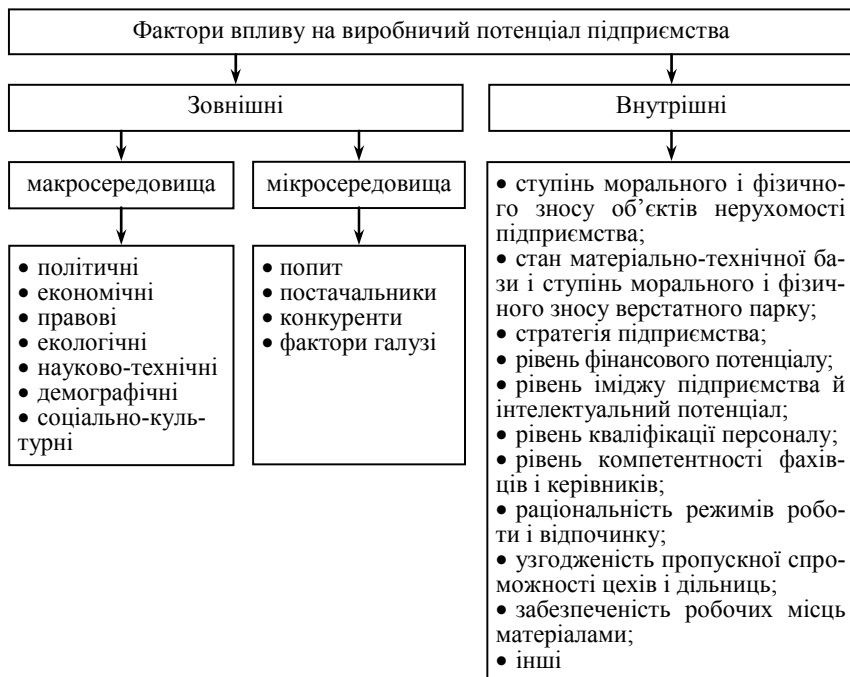 Фактори впливу на виробничий потенціал підприємства
Зовнішні
Внутрішні
макросередовища
мікросередовища
• політичні
• економічні
• правові
• екологічні
• науково-технічні
• демографічні
• соціально-куль-
турні
• попит
• постачальники
• конкуренти
• фактори галузі
• ступінь морального і фізично-
го зносу об’єктів нерухомості
підприємства;
• стан матеріально-технічної ба-
зи і ступінь морального і фізич-
ного зносу верстатного парку;
• стратегія підприємства;
• рівень фінансового потенціалу;
• рівень іміджу підприємства й
інтелектуальний потенціал;
• рівень кваліфікації персоналу;
• рівень компетентності фахів-
ців і керівників;
• раціональність режимів робо-
ти і відпочинку;
• узгодженість пропускної спро-
можності цехів і дільниць;
• забезпеченість робочих місць
матеріалами;
• інші